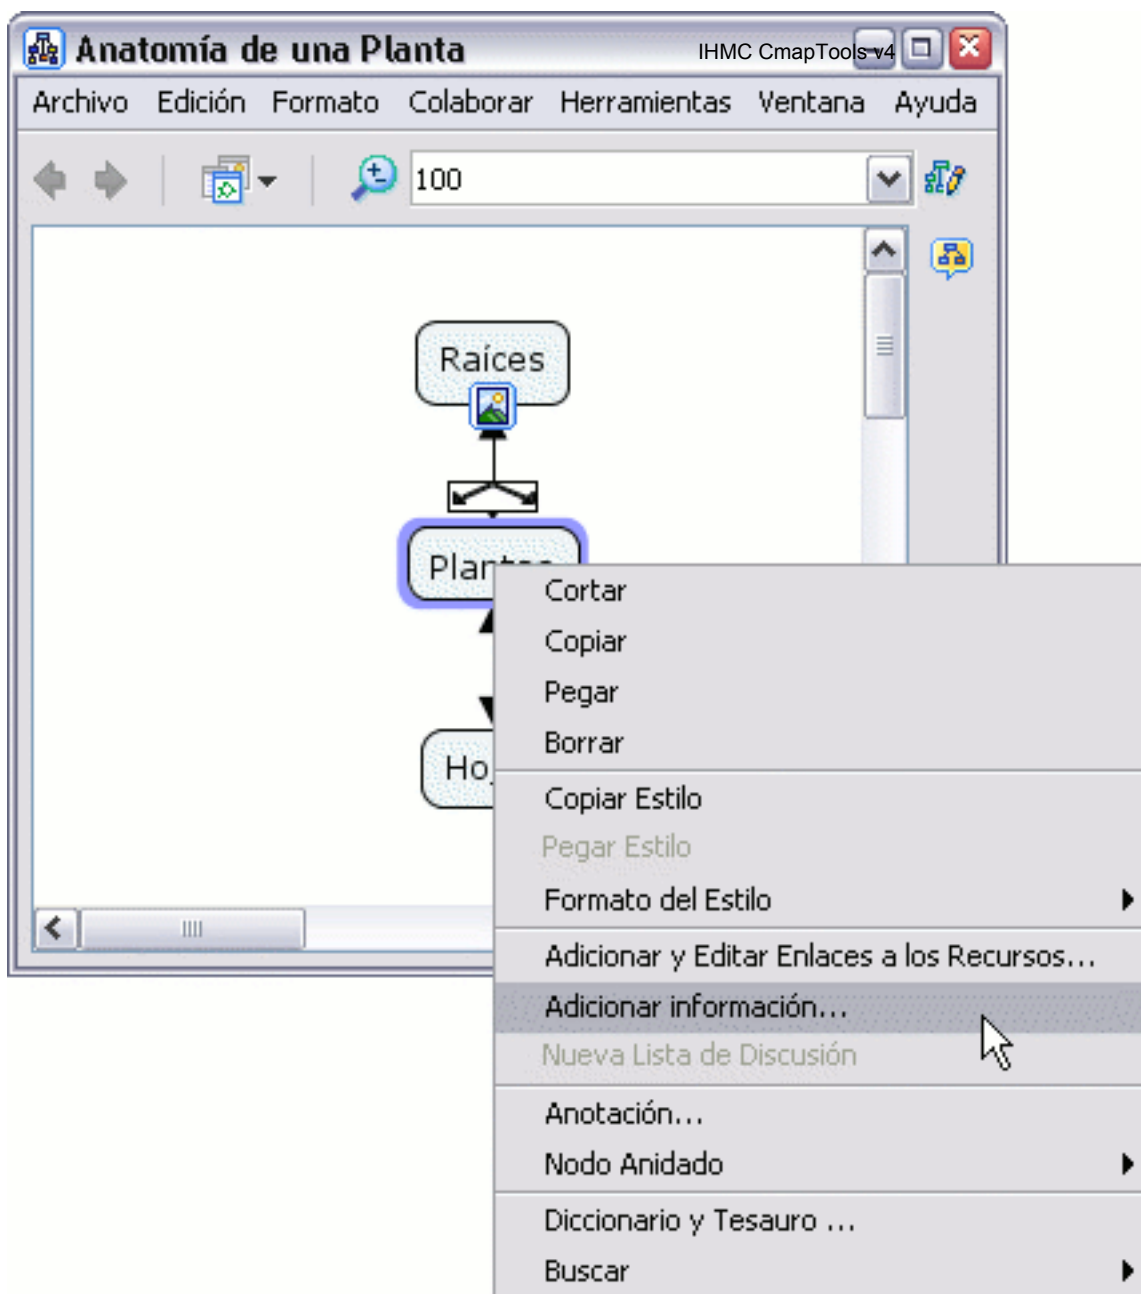 Anatomía de una Planta IHMC CmapTools v4
Archivo Edición Formato Colaborar Herramientas Ventana Ayuda
100
Raíces
Cortar
Copiar
Pegar
Borrar
Copiar Estilo
Pegar Estilo
Formato del Estilo
Adicionar y Editar Enlaces a los Recursos...
Adicionar información...
Nueva Lista de Discusión
Anotación...
Nodo Anidado
Diccionario y Tesauro ...
Buscar